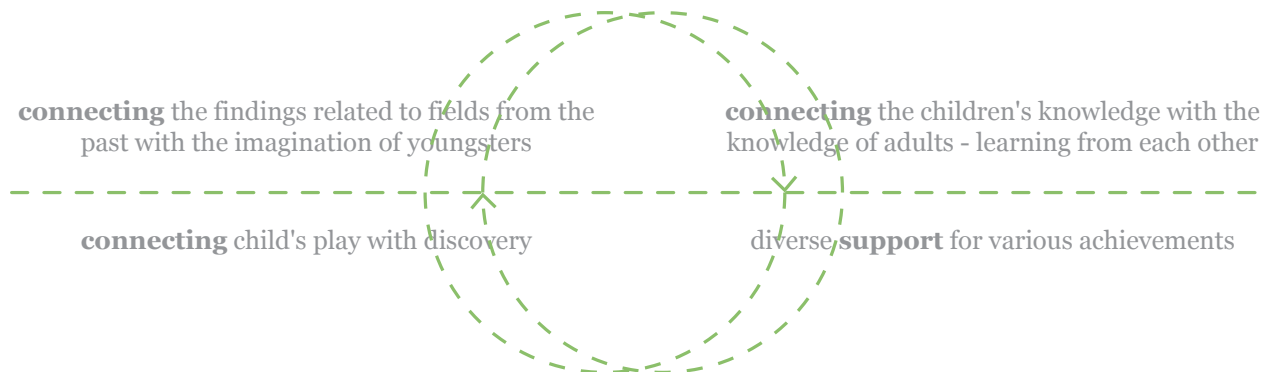 connecting the findings related to fields from the
past with the imagination of youngsters
connecting the children's knowledge with the
knowledge of adults - learning from each other
connecting child's play with discovery
diverse support for various achievements